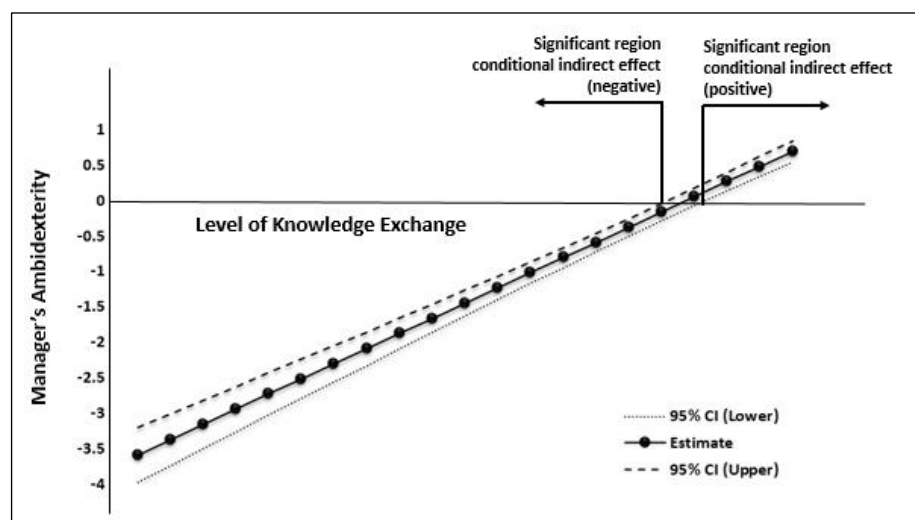 Significant region
conditional indirect effect
(negative)
Significant region
conditional indirect effect
(positive)
Manager's Ambidexterity
1
0.5
0
-0.5
-1
-1.5
-2
-2.5
-3
-3.5
-4
Level of Knowledge Exchange
95% CI (Lower)
Estimate
95% CI (Upper)